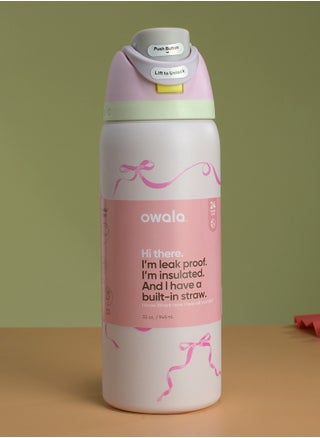 Push Button
Lift to Unlock
owala
24
Hi there.
I'm leak proof.
I'm insulated.
And I have a
built-in straw.
32 oz. / 946 mL